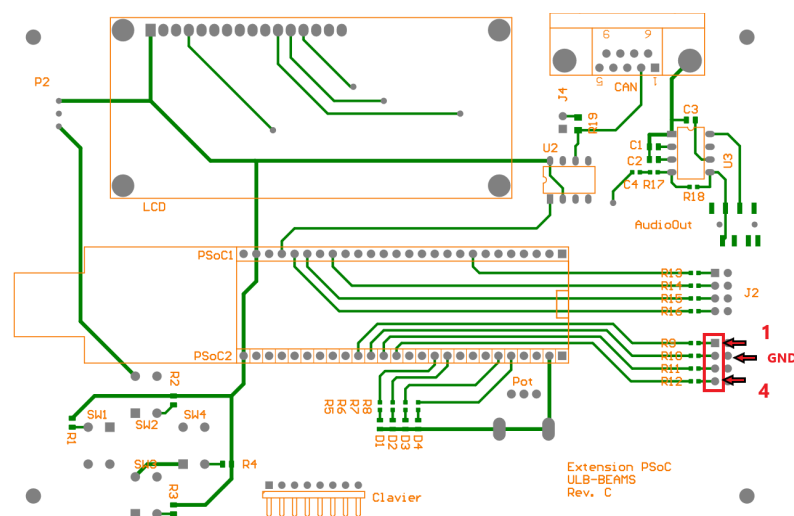 6
9
5
1
CAN
P2
J4
R19
C3
U2
C1
C2
U3
C4
R17
R18
LCD
AudioOut
PSoC1
R13
R14
R15
R16
J2
PSoC2
R9
R10
R11
R12
1
GND
4
R2
Pot
R5
R6
R7
R8
SW1
SW2
SW4
R1
D1
D2
D3
D4
SW3
R4
R3
Clavier
Extension PSoC
ULB-BEAMS
Rev. C